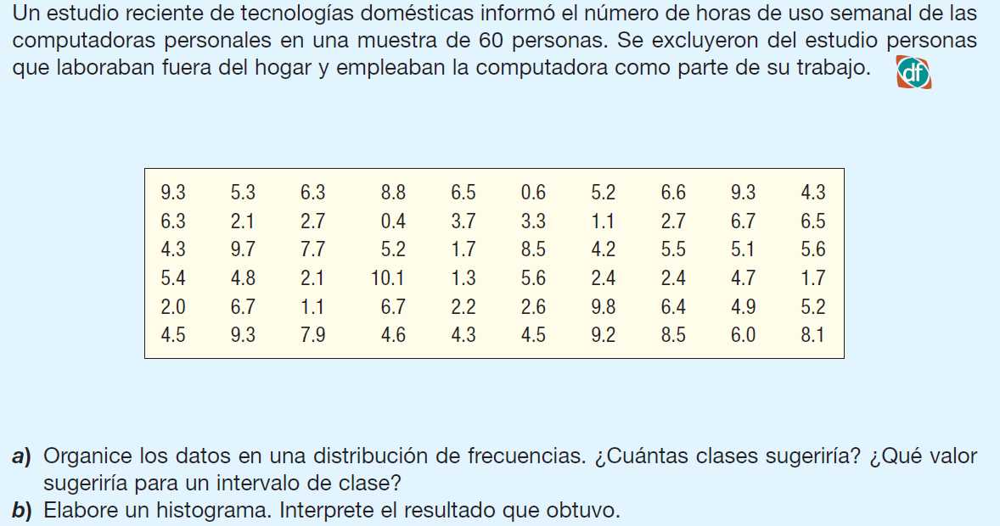 Un estudio reciente de tecnologías domésticas informó el número de horas de uso semanal de las
computadoras personales en una muestra de 60 personas. Se excluyeron del estudio personas
que laboraban fuera del hogar y empleaban la computadora como parte de su trabajo. df
9.3 5.3 6.3 8.8 6.5 0.6 5.2 6.6 9.3 4.3
6.3 2.1 2.7 0.4 3.7 3.3 1.1 2.7 6.7 6.5
4.3 9.7 7.7 5.2 1.7 8.5 4.2 5.5 5.1 5.6
5.4 4.8 2.1 10.1 1.3 5.6 2.4 2.4 4.7 1.7
2.0 6.7 1.1 6.7 2.2 2.6 9.8 6.4 4.9 5.2
4.5 9.3 7.9 4.6 4.3 4.5 9.2 8.5 6.0 8.1
a) Organice los datos en una distribución de frecuencias. ¿Cuántas clases sugeriría? ¿Qué valor
sugeriría para un intervalo de clase?
b) Elabore un histograma. Interprete el resultado que obtuvo.